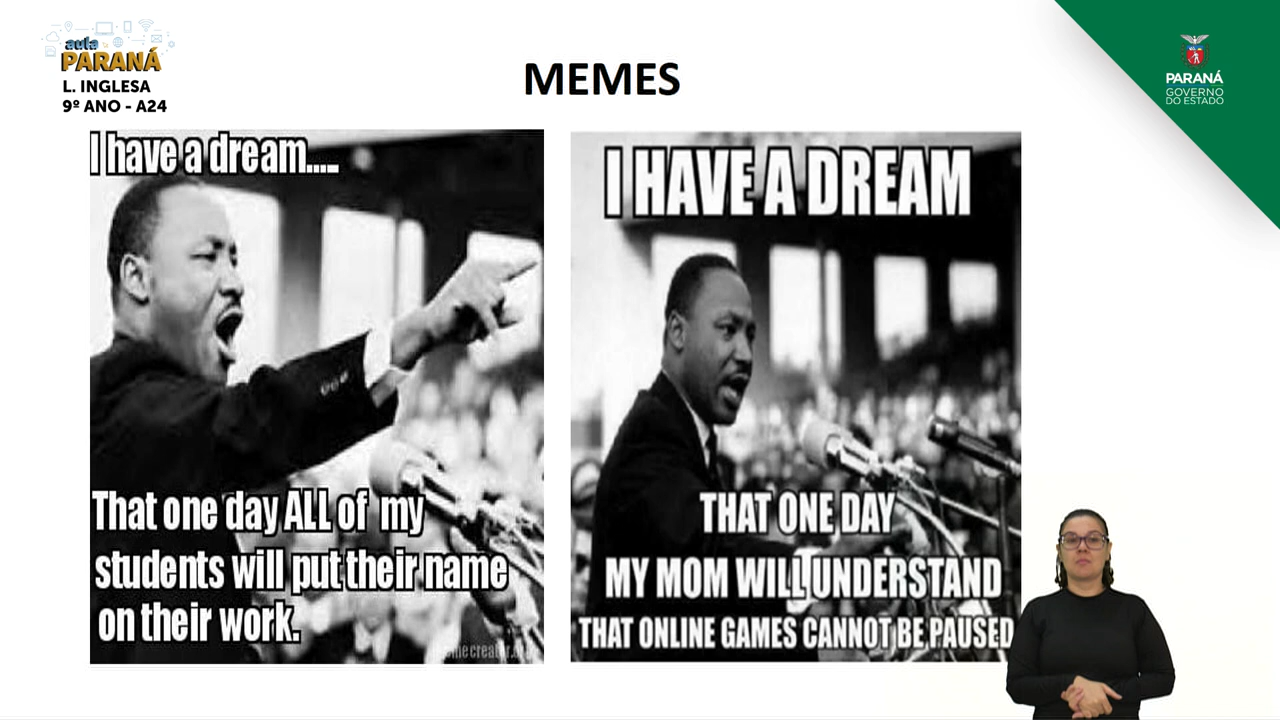 aula
PARANÁ
L. INGLESA
9º ANO - A24
MEMES
PARANÁ
GOVERNO
DO ESTADO
I have a dream....
That one day ALL of my
students will put their name
on their work.
I HAVE A DREAM
THAT ONE DAY
MY MOM WILL UNDERSTAND
THAT ONLINE GAMES CANNOT BE PAUSED